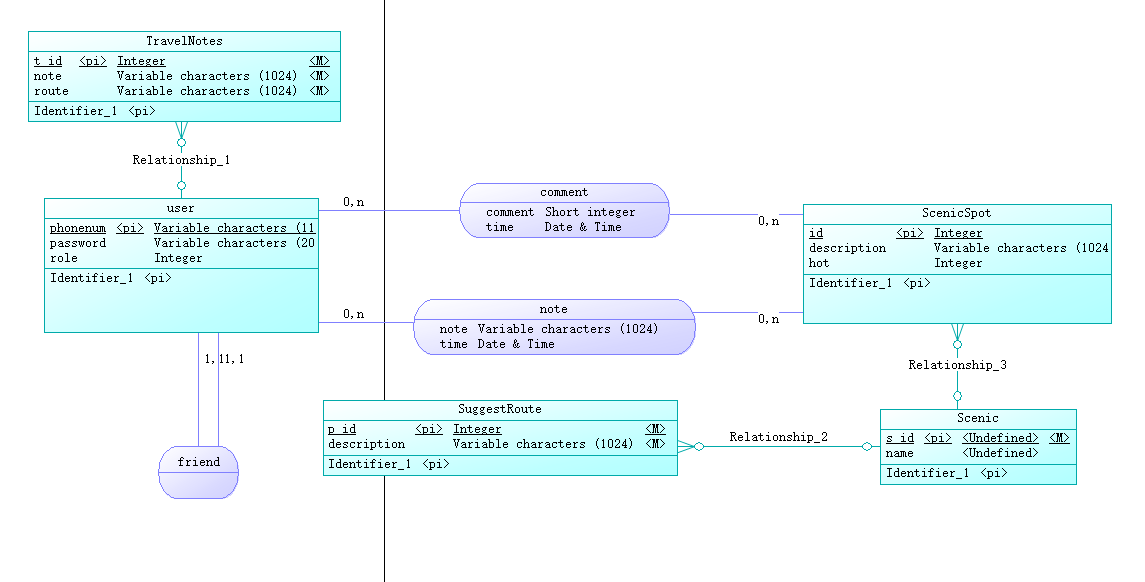 TravelNotes
t_id <pi> Integer <M>
note Variable characters (1024) <M>
route Variable characters (1024) <M>
Identifier_1 <pi>
Relationship_1
user
phonenum <pi> Variable characters (11
password Variable characters (20
role Integer
Identifier_1 <pi>
0,n
comment
comment Short integer
time Date & Time
0,n
ScenicSpot
id <pi> Integer
description Variable characters (1024
hot Integer
Identifier_1 <pi>
0,n
note
note Variable characters (1024)
time Date & Time
0,n
1,11,1
friend
Relationship_3
SuggestRoute
p_id <pi> Integer <M>
description Variable characters (1024) <M>
Identifier_1 <pi>
Relationship_2
Scenic
s_id <pi> <Undefined> <M>
name <Undefined>
Identifier_1 <pi>